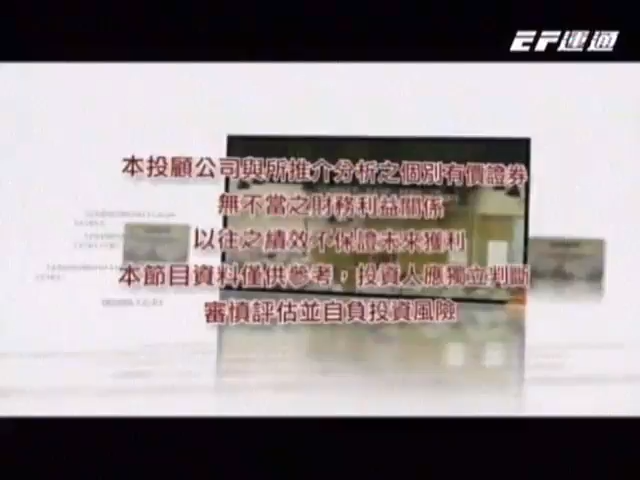 EF運通
本投顧公司與所推介分析之個別有價證券
無不當之財務利益關係
以往之績效不保證未來獲利
本節目資料僅供參考，投資人應獨立判斷
審慎評估並自負投資風險